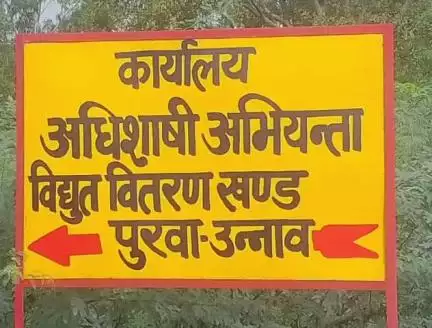 कार्यालय
अधिशाषी अभियन्ता
विद्युत वितरण खण्ड
पुरवा-उन्नाव